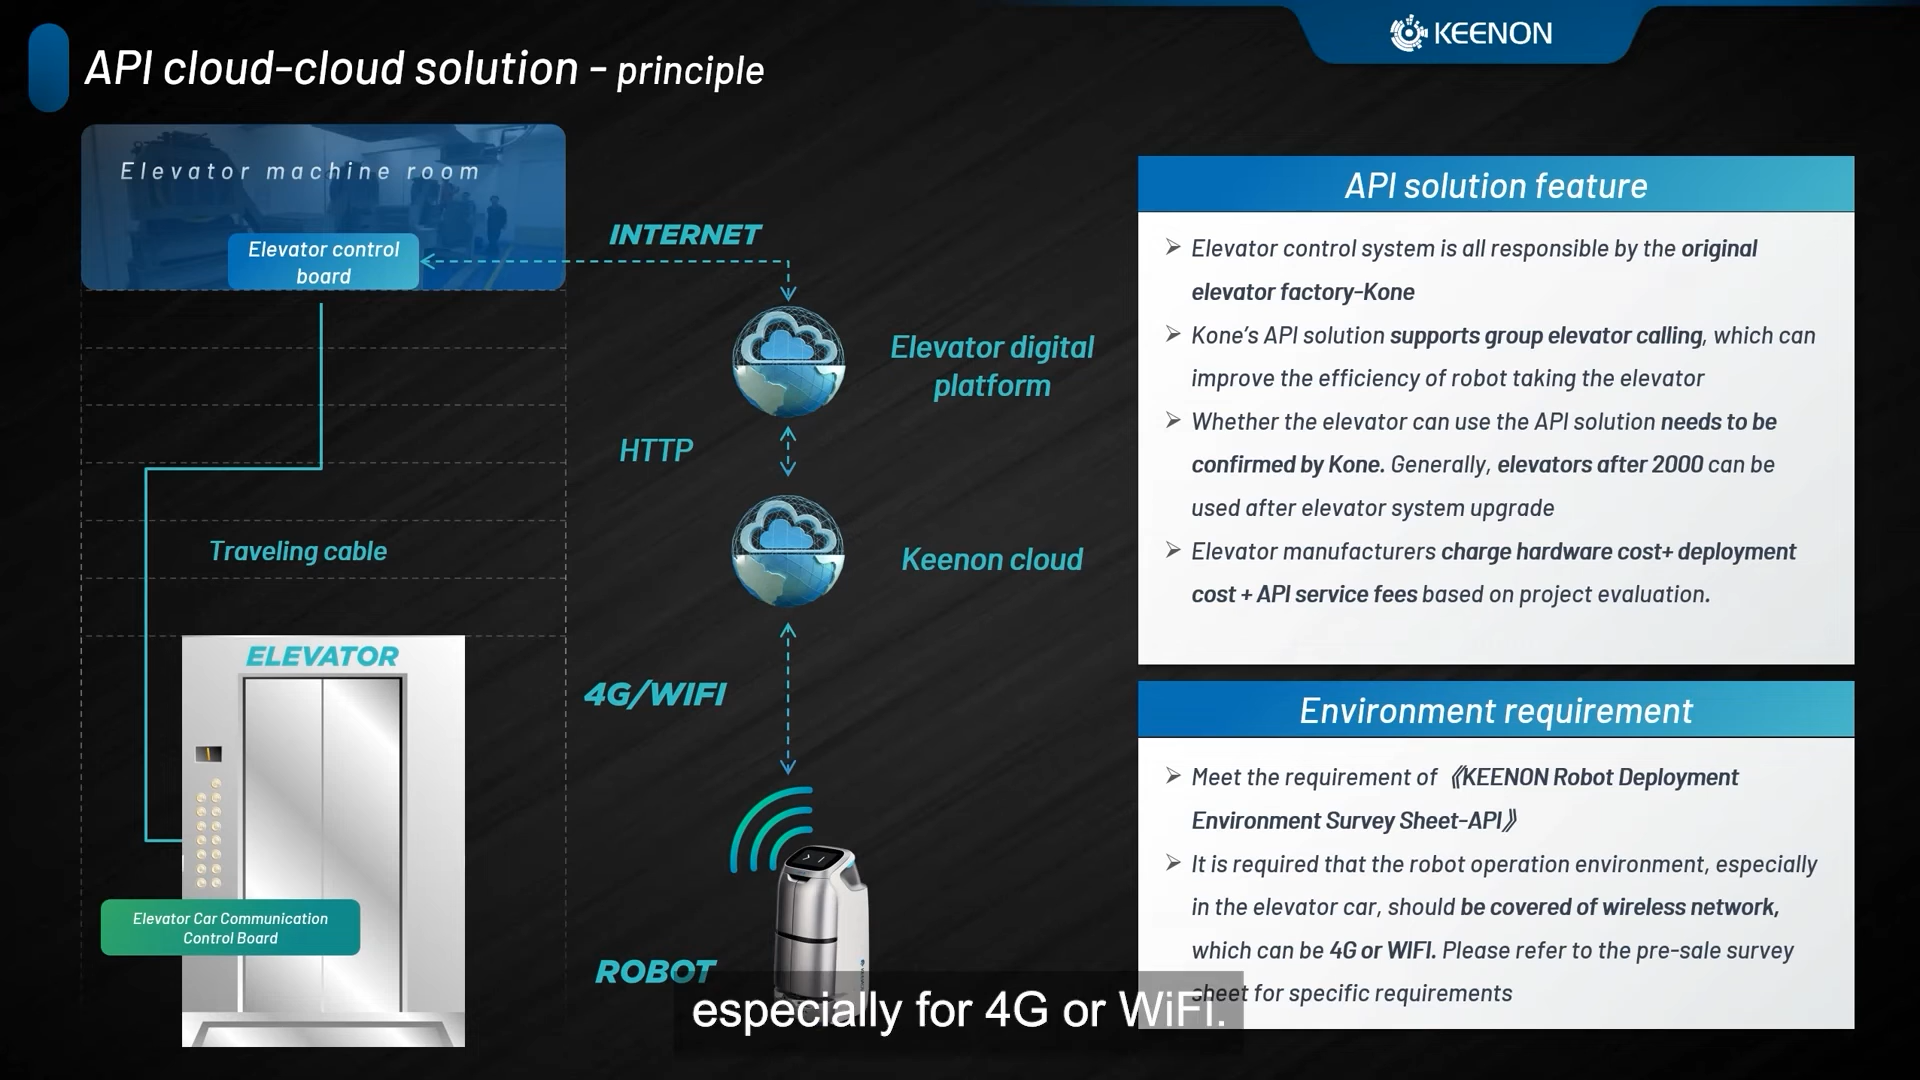 KEENON
API cloud-cloud solution - principle
Elevator machine room
Elevator control
board
INTERNET
Elevator digital
platform
HTTP
Keenon cloud
Traveling cable
4G/WIFI
ELEVATOR
Elevator Car Communication
Control Board
ROBOT
API solution feature
➢ Elevator control system is all responsible by the original
elevator factory-Kone
➢ Kone’s API solution supports group elevator calling, which can
improve the efficiency of robot taking the elevator
➢ Whether the elevator can use the API solution needs to be
confirmed by Kone. Generally, elevators after 2000 can be
used after elevator system upgrade
➢ Elevator manufacturers charge hardware cost+ deployment
cost + API service fees based on project evaluation.
Environment requirement
➢ Meet the requirement of 《KEENON Robot Deployment
Environment Survey Sheet-API》
➢ It is required that the robot operation environment, especially
in the elevator car, should be covered of wireless network,
which can be 4G or WIFI. Please refer to the pre-sale survey
sheet for specific requirements
especially for 4G or WiFI.